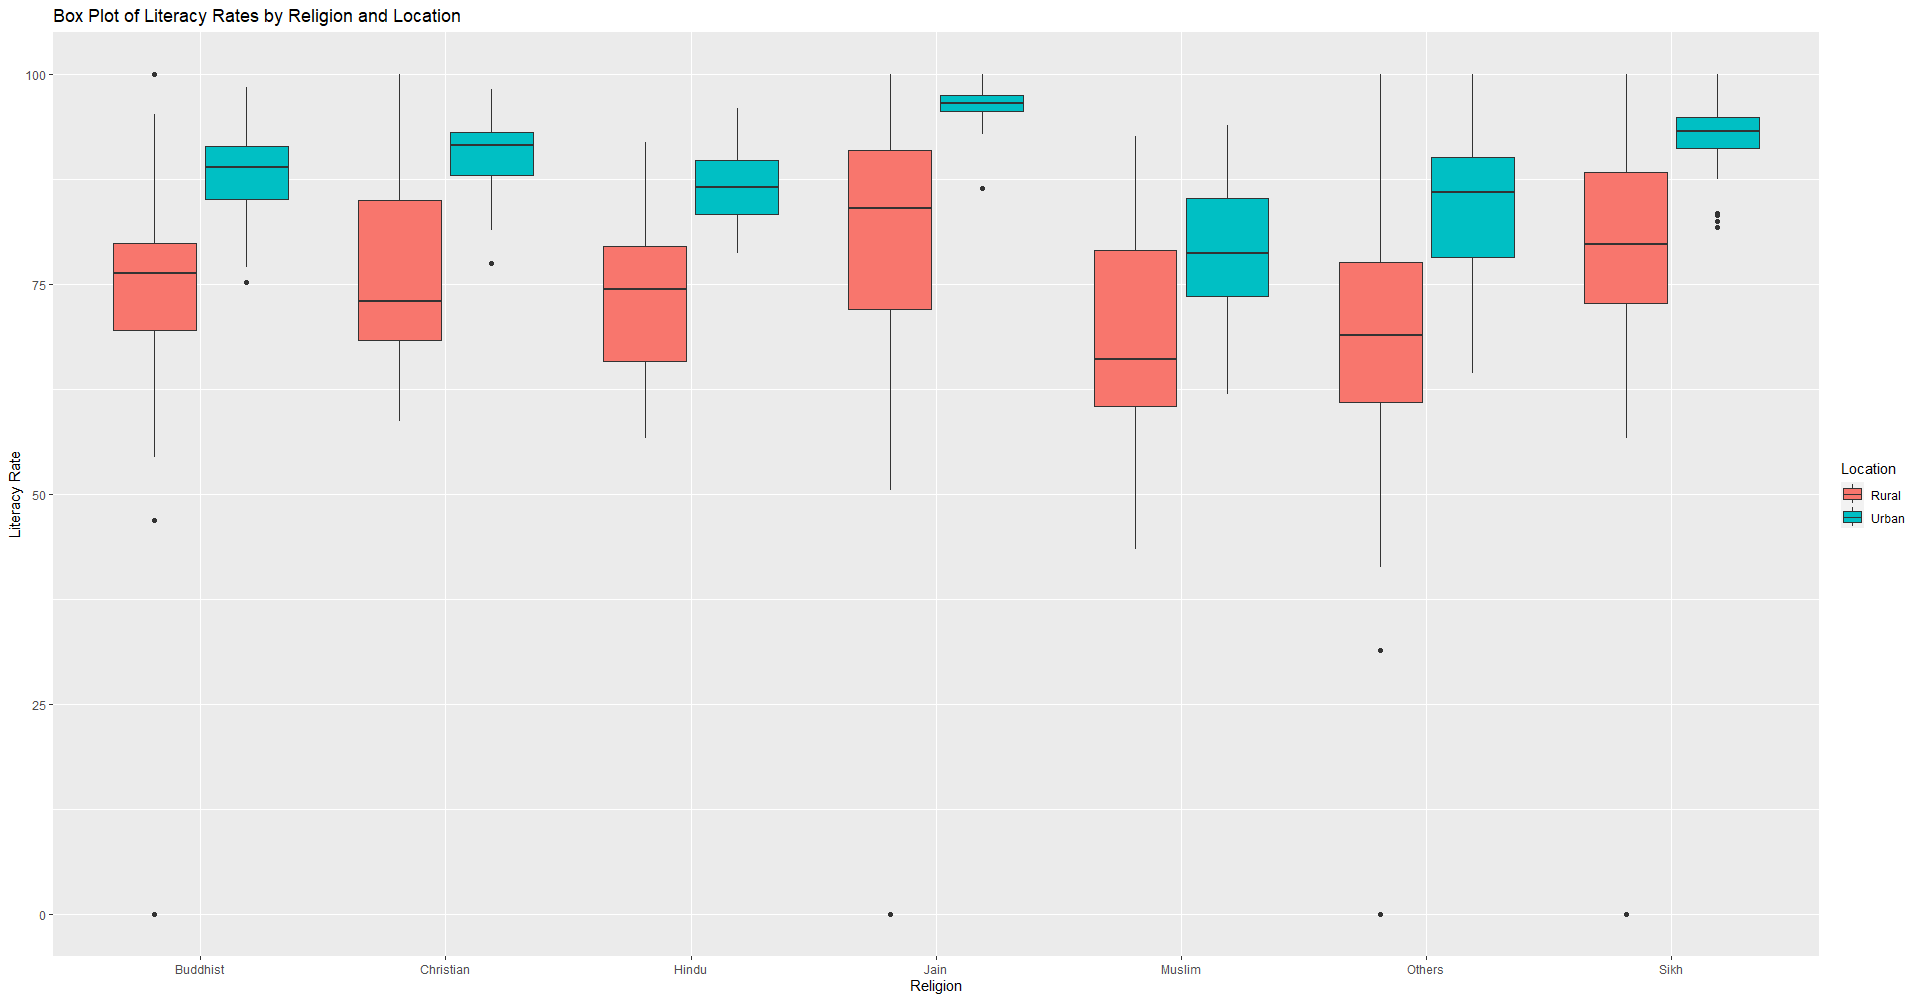 Box Plot of Literacy Rates by Religion and Location
100
75
50
25
0
Literacy Rate
Buddhist
Christian
Hindu
Jain
Muslim
Others
Sikh
Religion
Location
Rural
Urban